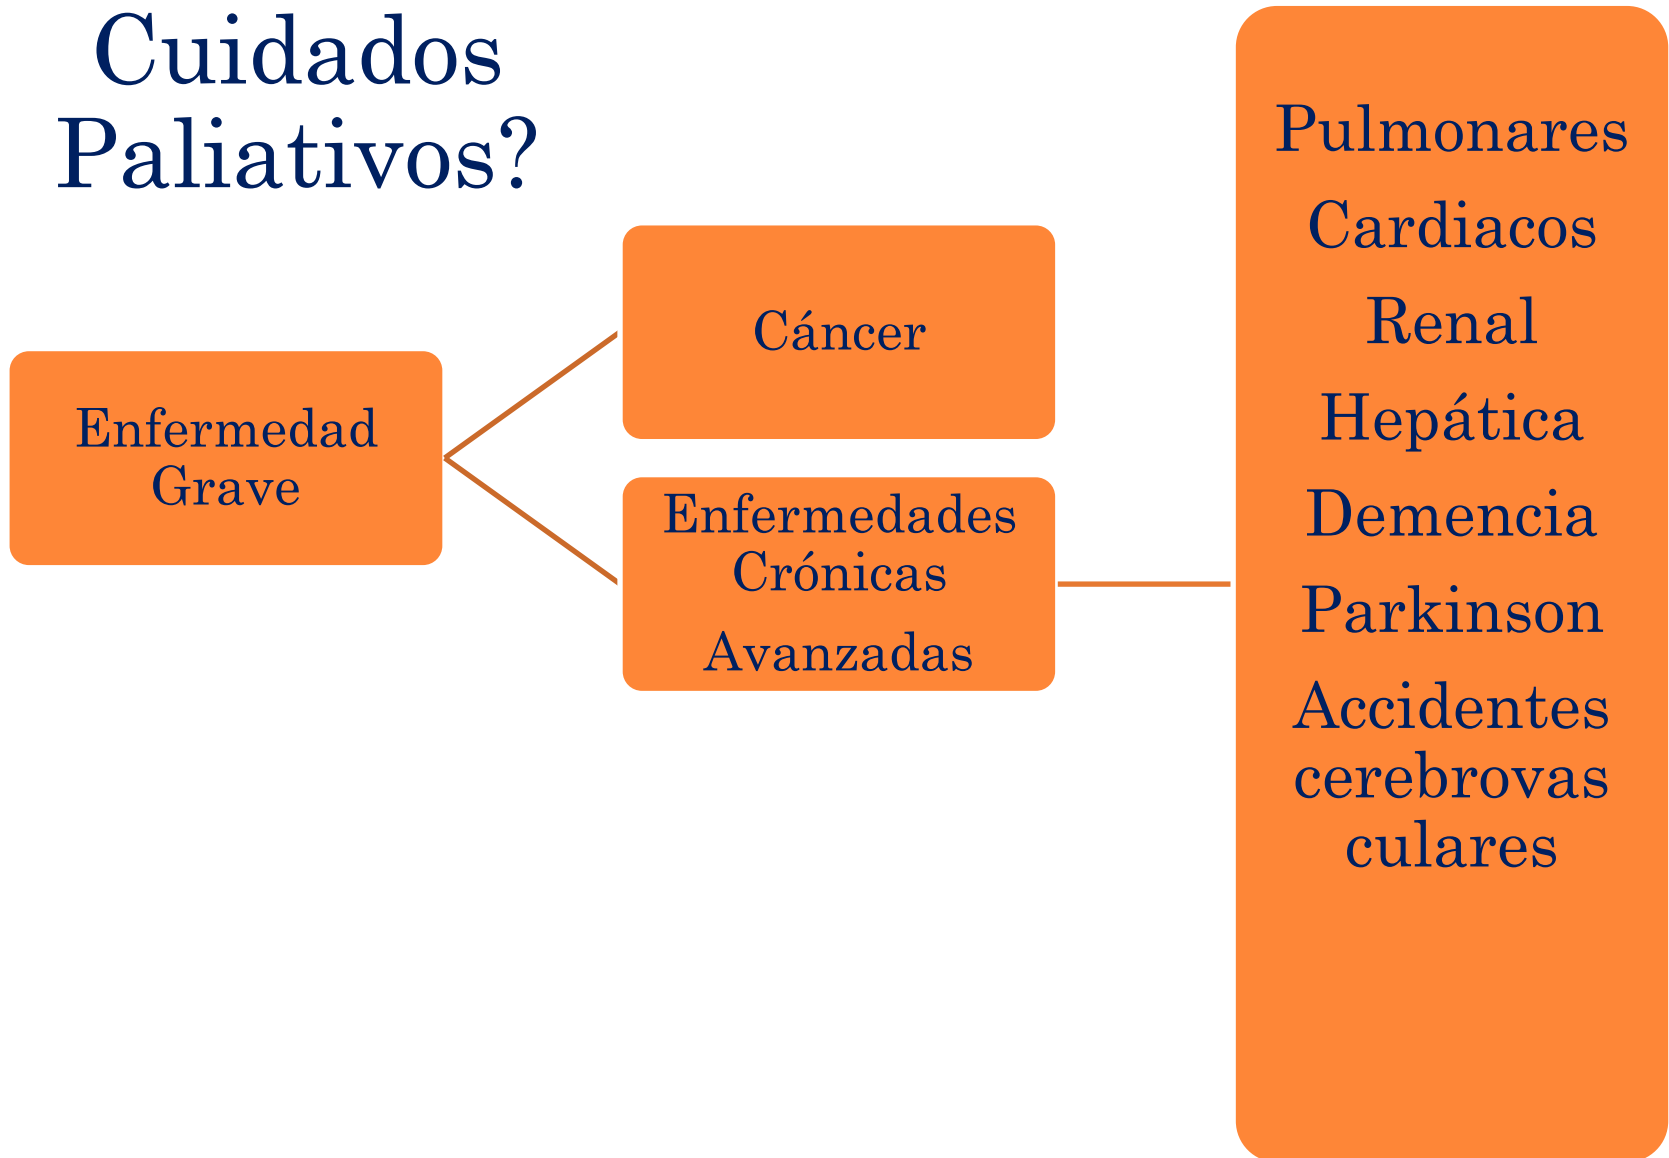 Cuidados
Paliativos?
Enfermedad
Grave
Cáncer
Enfermedades
Crónicas
Avanzadas
Pulmonares
Cardiacos
Renal
Hepática
Demencia
Parkinson
Accidentes
cerebrovas
culares